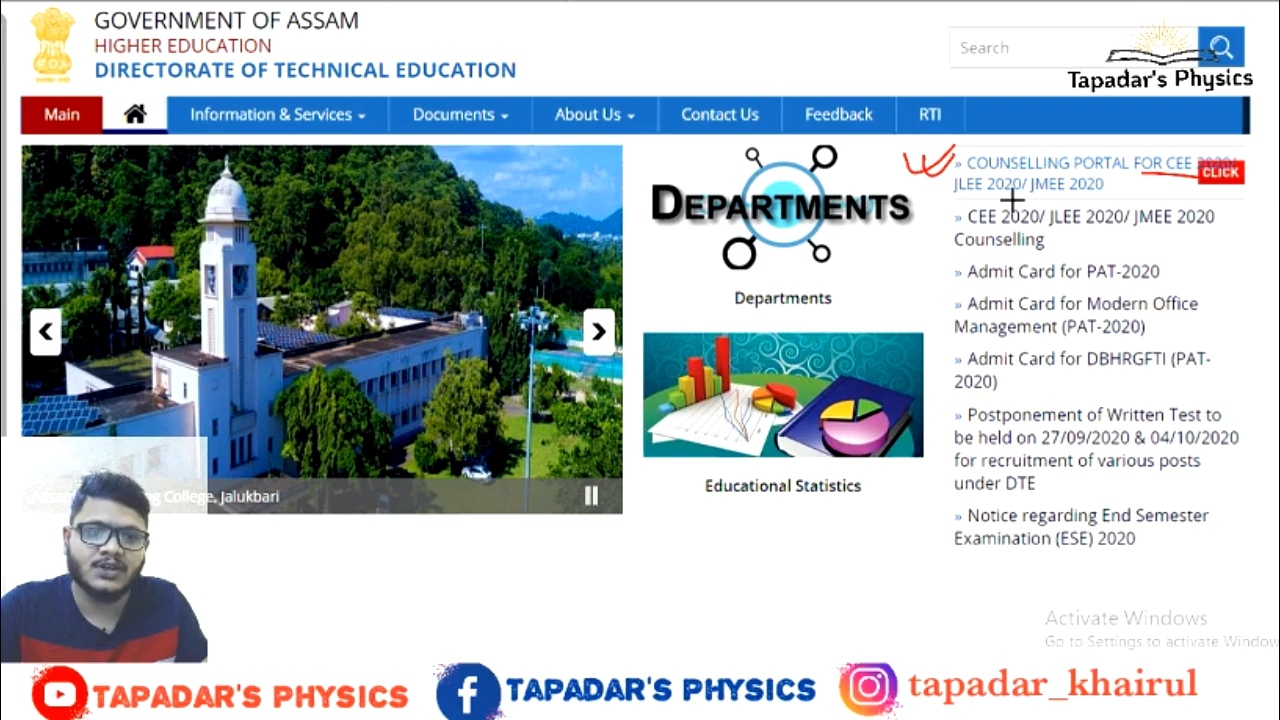 GOVERNMENT OF ASSAM
HIGHER EDUCATION
DIRECTORATE OF TECHNICAL EDUCATION
Search
Tapadar's Physics
Main
Information & Services
Documents
About Us
Contact Us
Feedback
RTI
DEPARTMENTS
Departments
Educational Statistics
» COUNSELLING PORTAL FOR CEE 2020/
JLEE 2020/ JMEE 2020
CLICK
» CEE 2020/ JLEE 2020/ JMEE 2020
Counselling
» Admit Card for PAT-2020
» Admit Card for Modern Office
Management (PAT-2020)
» Admit Card for DBHRGFTI (PAT-
2020)
» Postponement of Written Test to
be held on 27/09/2020 & 04/10/2020
for recruitment of various posts
under DTE
» Notice regarding End Semester
Examination (ESE) 2020
College, Jalukbari
Activate Windows
Go to Settings to activate Window
TAPADAR'S PHYSICS
TAPADAR'S PHYSICS
tapadar_khairul